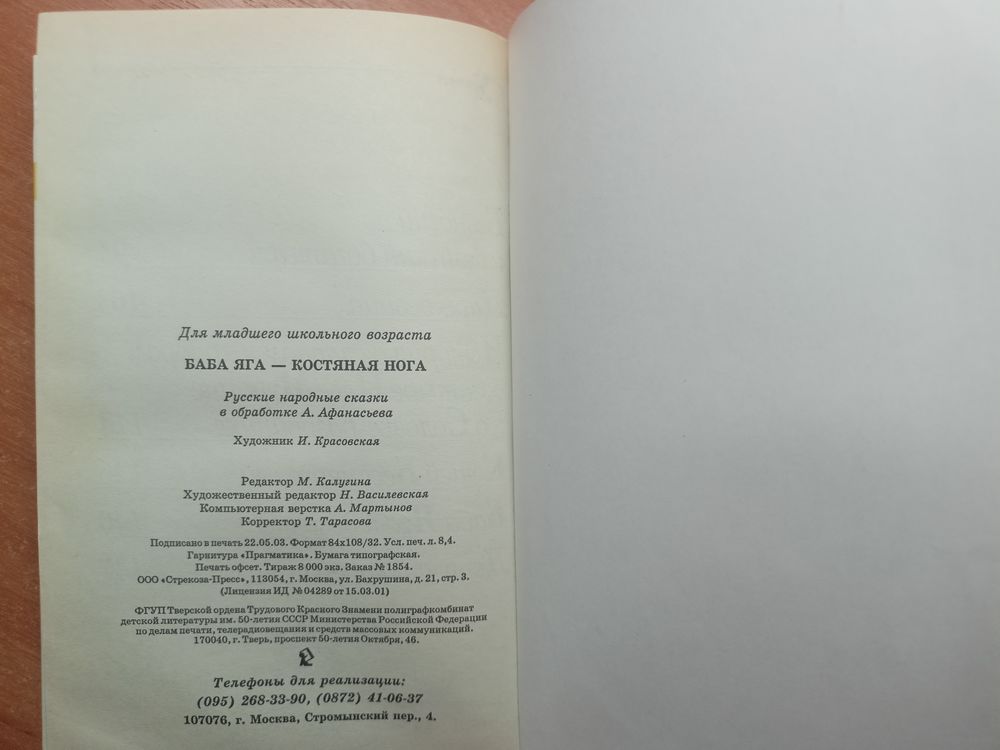 Для младшего школьного возраста
БАБА ЯГА — КОСТЯНАЯ НОГА
Русские народные сказки
в обработке А. Афанасьева
Художник И. Красовская
Редактор М. Калугина
Художественный редактор Н. Василевская
Компьютерная верстка А. Мартынов
Корректор Т. Тарасова
Подписано в печать 22.05.03. Формат 84х108/32. Усл. печ. л. 8,4.
Гарнитура «Прагматика». Бумага типографская.
Печать офсет. Тираж 8 000 экз. Заказ № 1854.
ООО «Стрекоза-Пресс», 113054, г. Москва, ул. Бахрушина, д. 21, стр. 3.
(Лицензия ИД № 04289 от 15.03.01)
ФГУП Тверской ордена Трудового Красного Знамени полиграфкомбинат
детской литературы им. 50-летия СССР Министерства Российской Федерации
по делам печати, телерадиовещания и средств массовых коммуникаций.
170040, г. Тверь, проспект 50-летия Октября, 46.
Телефоны для реализации:
(095) 268-33-90, (0872) 41-06-37
107076, г. Москва, Стромынский пер., 4.